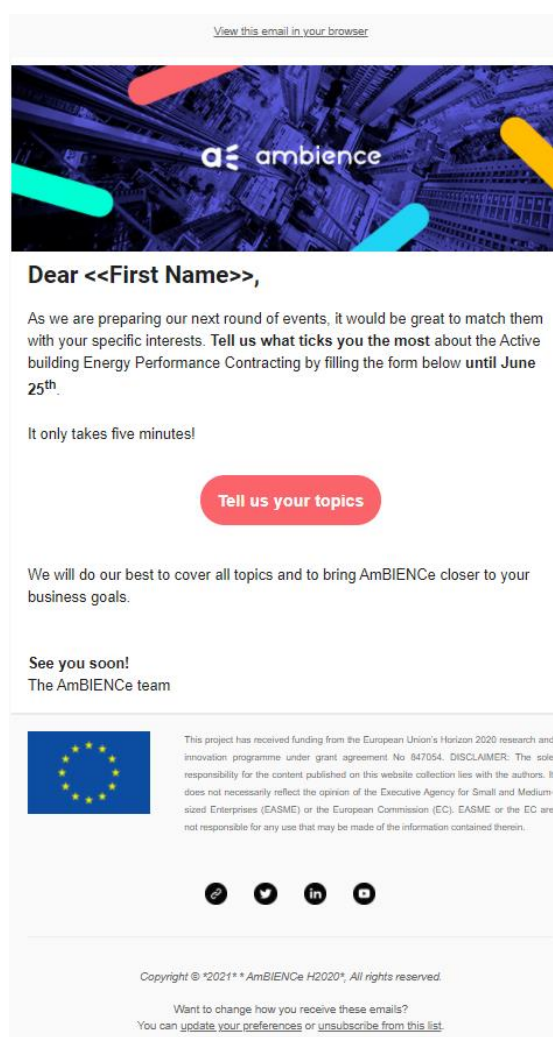 View this email in your browser
ambience
Dear <<First Name>>,
As we are preparing our next round of events, it would be great to match them
with your specific interests. Tell us what ticks you the most about the Active
building Energy Performance Contracting by filling the form below until June
25th.
It only takes five minutes!
Tell us your topics
We will do our best to cover all topics and to bring AmBIENCe closer to your
business goals.
See you soon!
The AmBIENCe team
This project has received funding from the European Union's Horizon 2020 research and
innovation programme under grant agreement No 847054. DISCLAIMER: The sole
responsibility for the content published on this website collection lies with the authors. It
does not necessarily reflect the opinion of the Executive Agency for Small and Medium-
sized Enterprises (EASME) or the European Commission (EC). EASME or the EC are
not responsible for any use that may be made of the information contained therein.
in
Copyright © *2021* * AmBIENCe H2020*, All rights reserved.
Want to change how you receive these emails?
You can update your preferences or unsubscribe from this list.